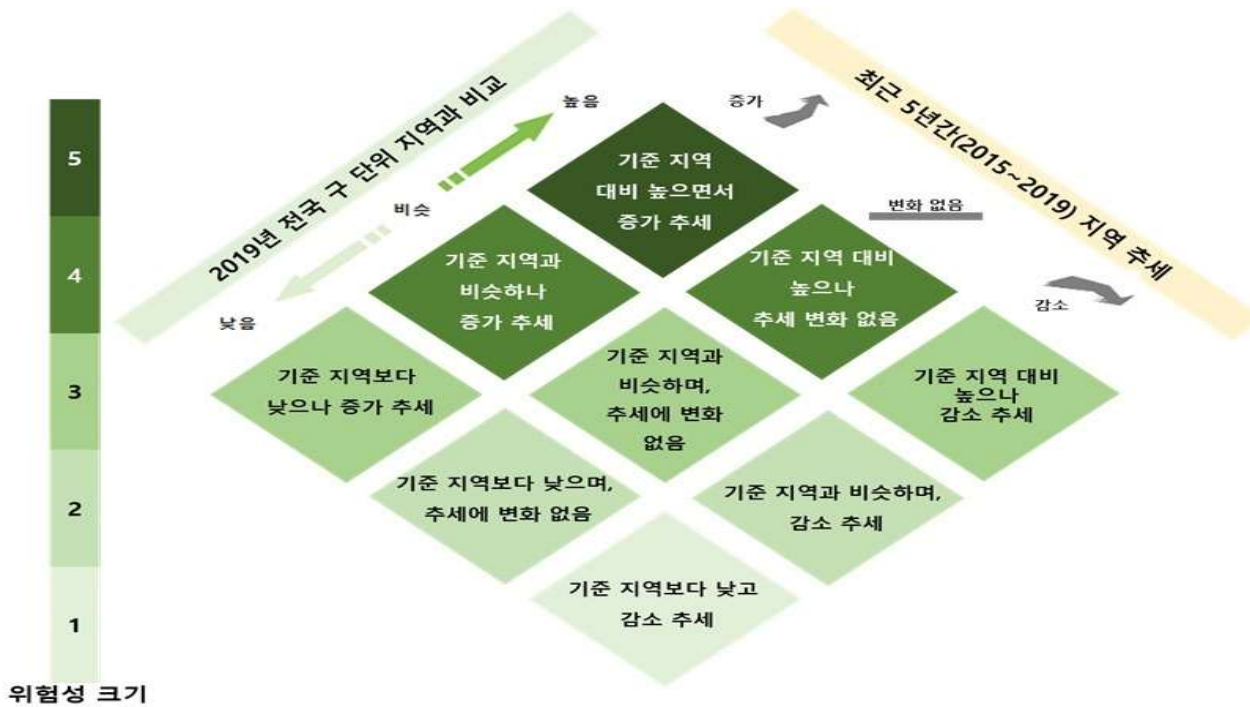 2019년 전국 구 단위 지역과 비교
높음
비슷
낮음
최근 5년간(2015~2019) 지역 추세
증가
변화 없음
감소
5
4
3
2
1
위험성 크기
기준 지역
대비 높으면서
증가 추세
기준 지역과
비슷하나
증가 추세
기준 지역 대비
높으나
추세 변화 없음
기준 지역보다
낮으나 증가 추세
기준 지역과
비슷하며,
추세에 변화
없음
기준 지역 대비
높으나
감소 추세
기준 지역보다 낮으며,
추세에 변화 없음
기준 지역과 비슷하며,
감소 추세
기준 지역보다 낮고
감소 추세